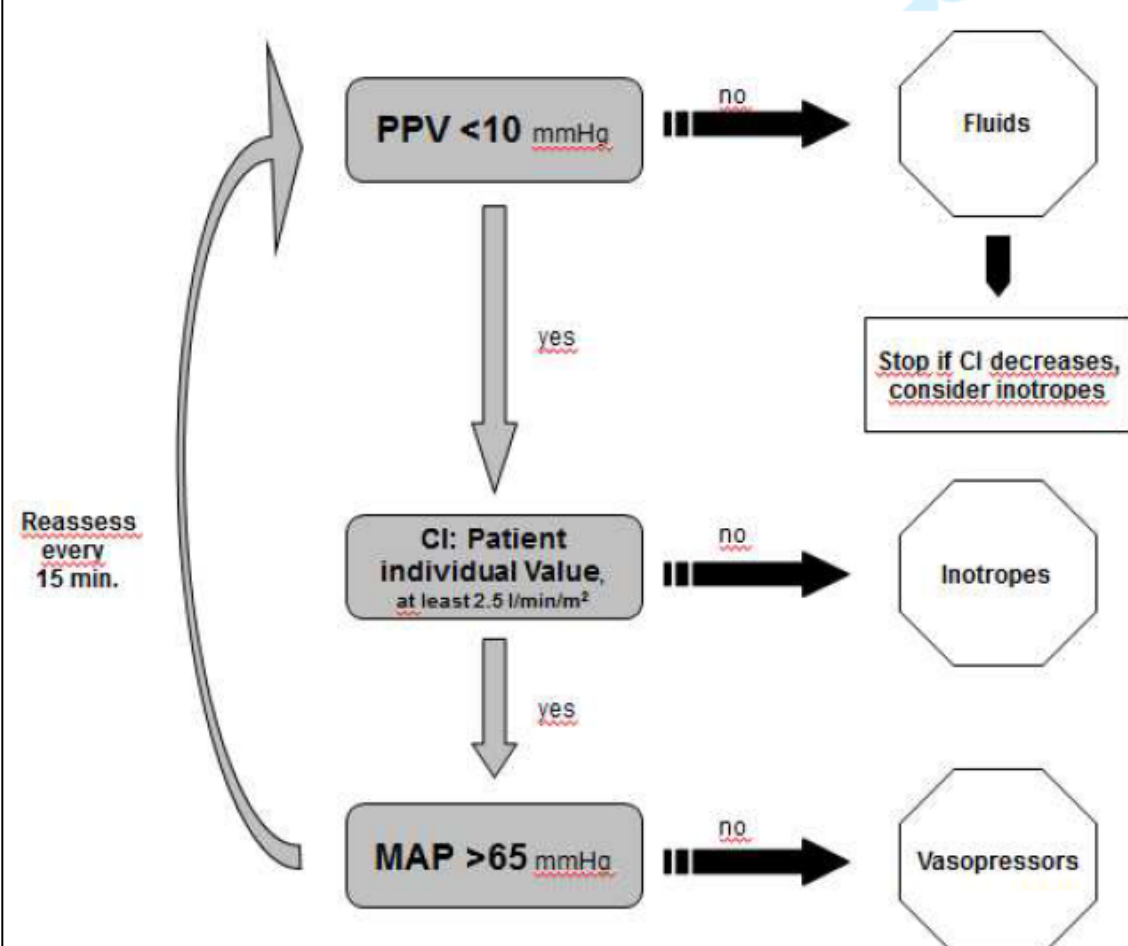 PPV <10 mmHg
no
Fluids
yes
Stop if CI decreases,
consider inotropes
Reassess
every
15 min.
CI: Patient
individual Value,
at least 2.5 l/min/m²
no
Inotropes
yes
MAP >65 mmHg
no
Vasopressors